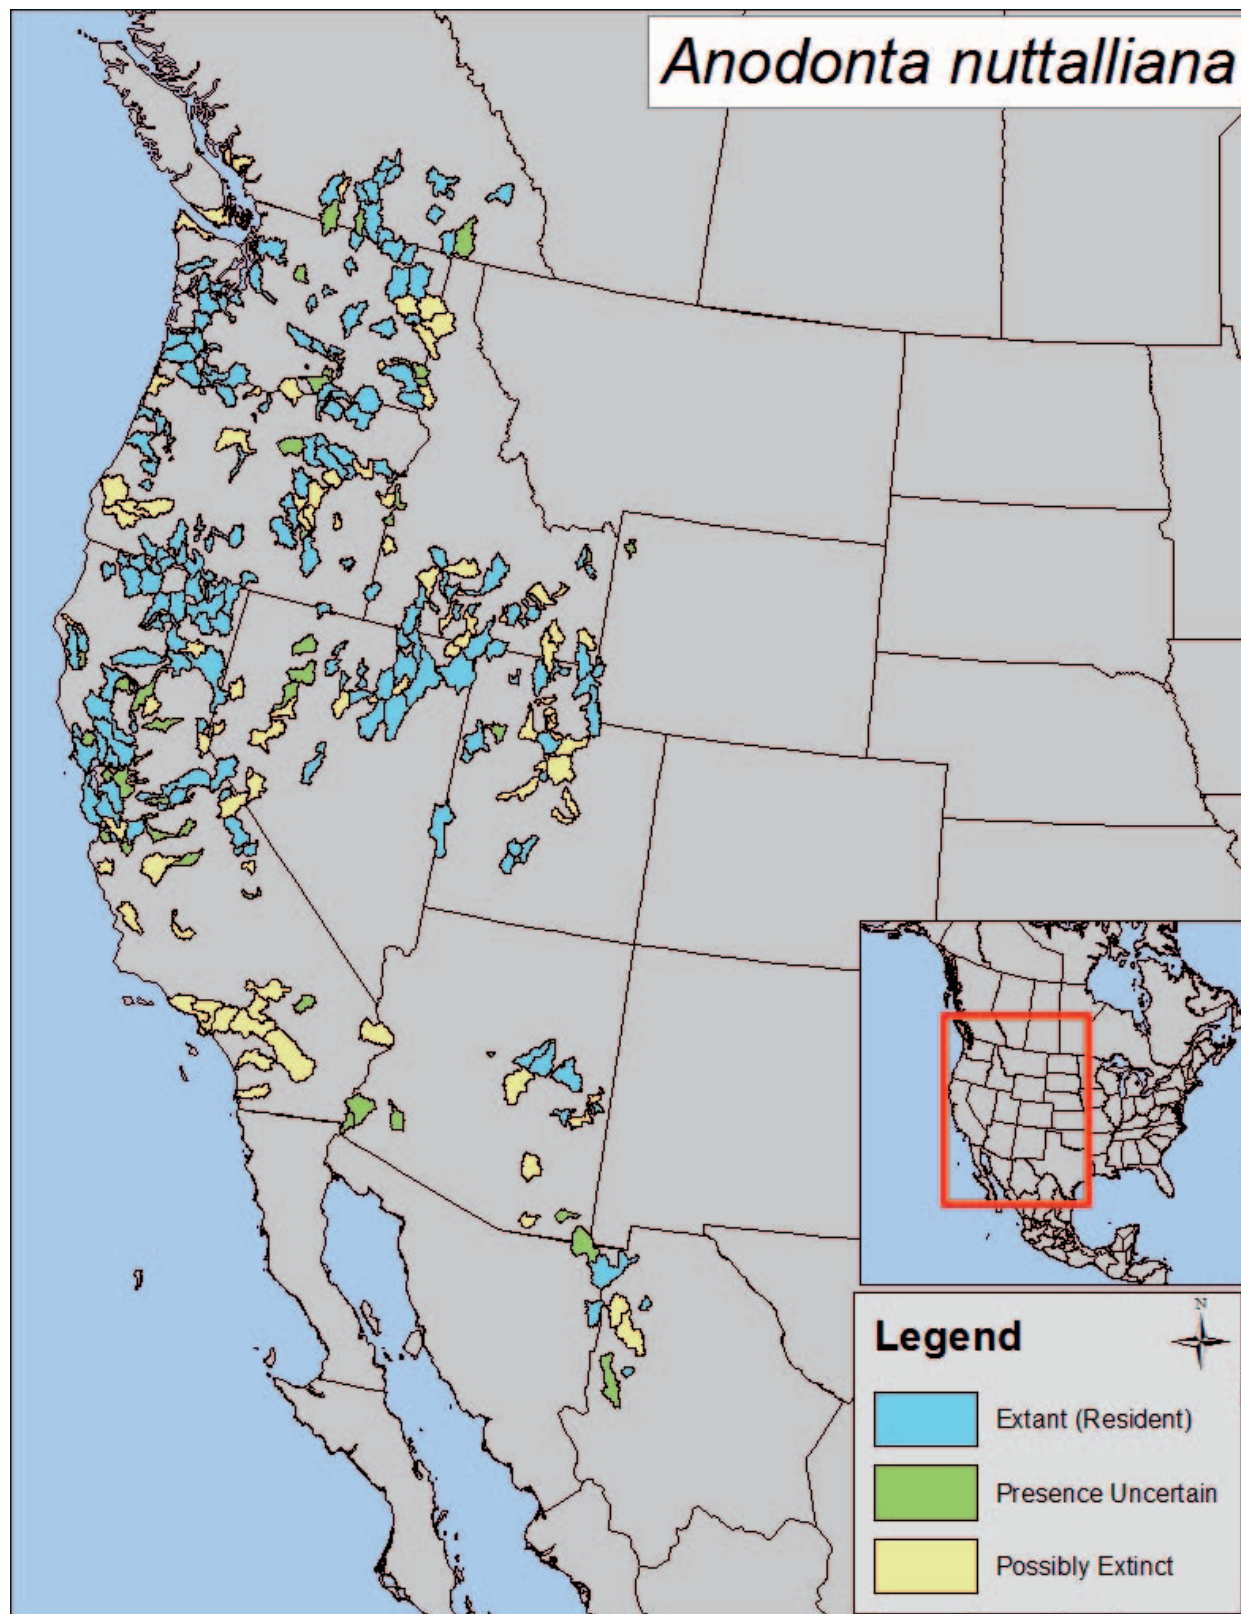 Anodonta nuttalliana
N
Legend
Extant (Resident)
Presence Uncertain
Possibly Extinct